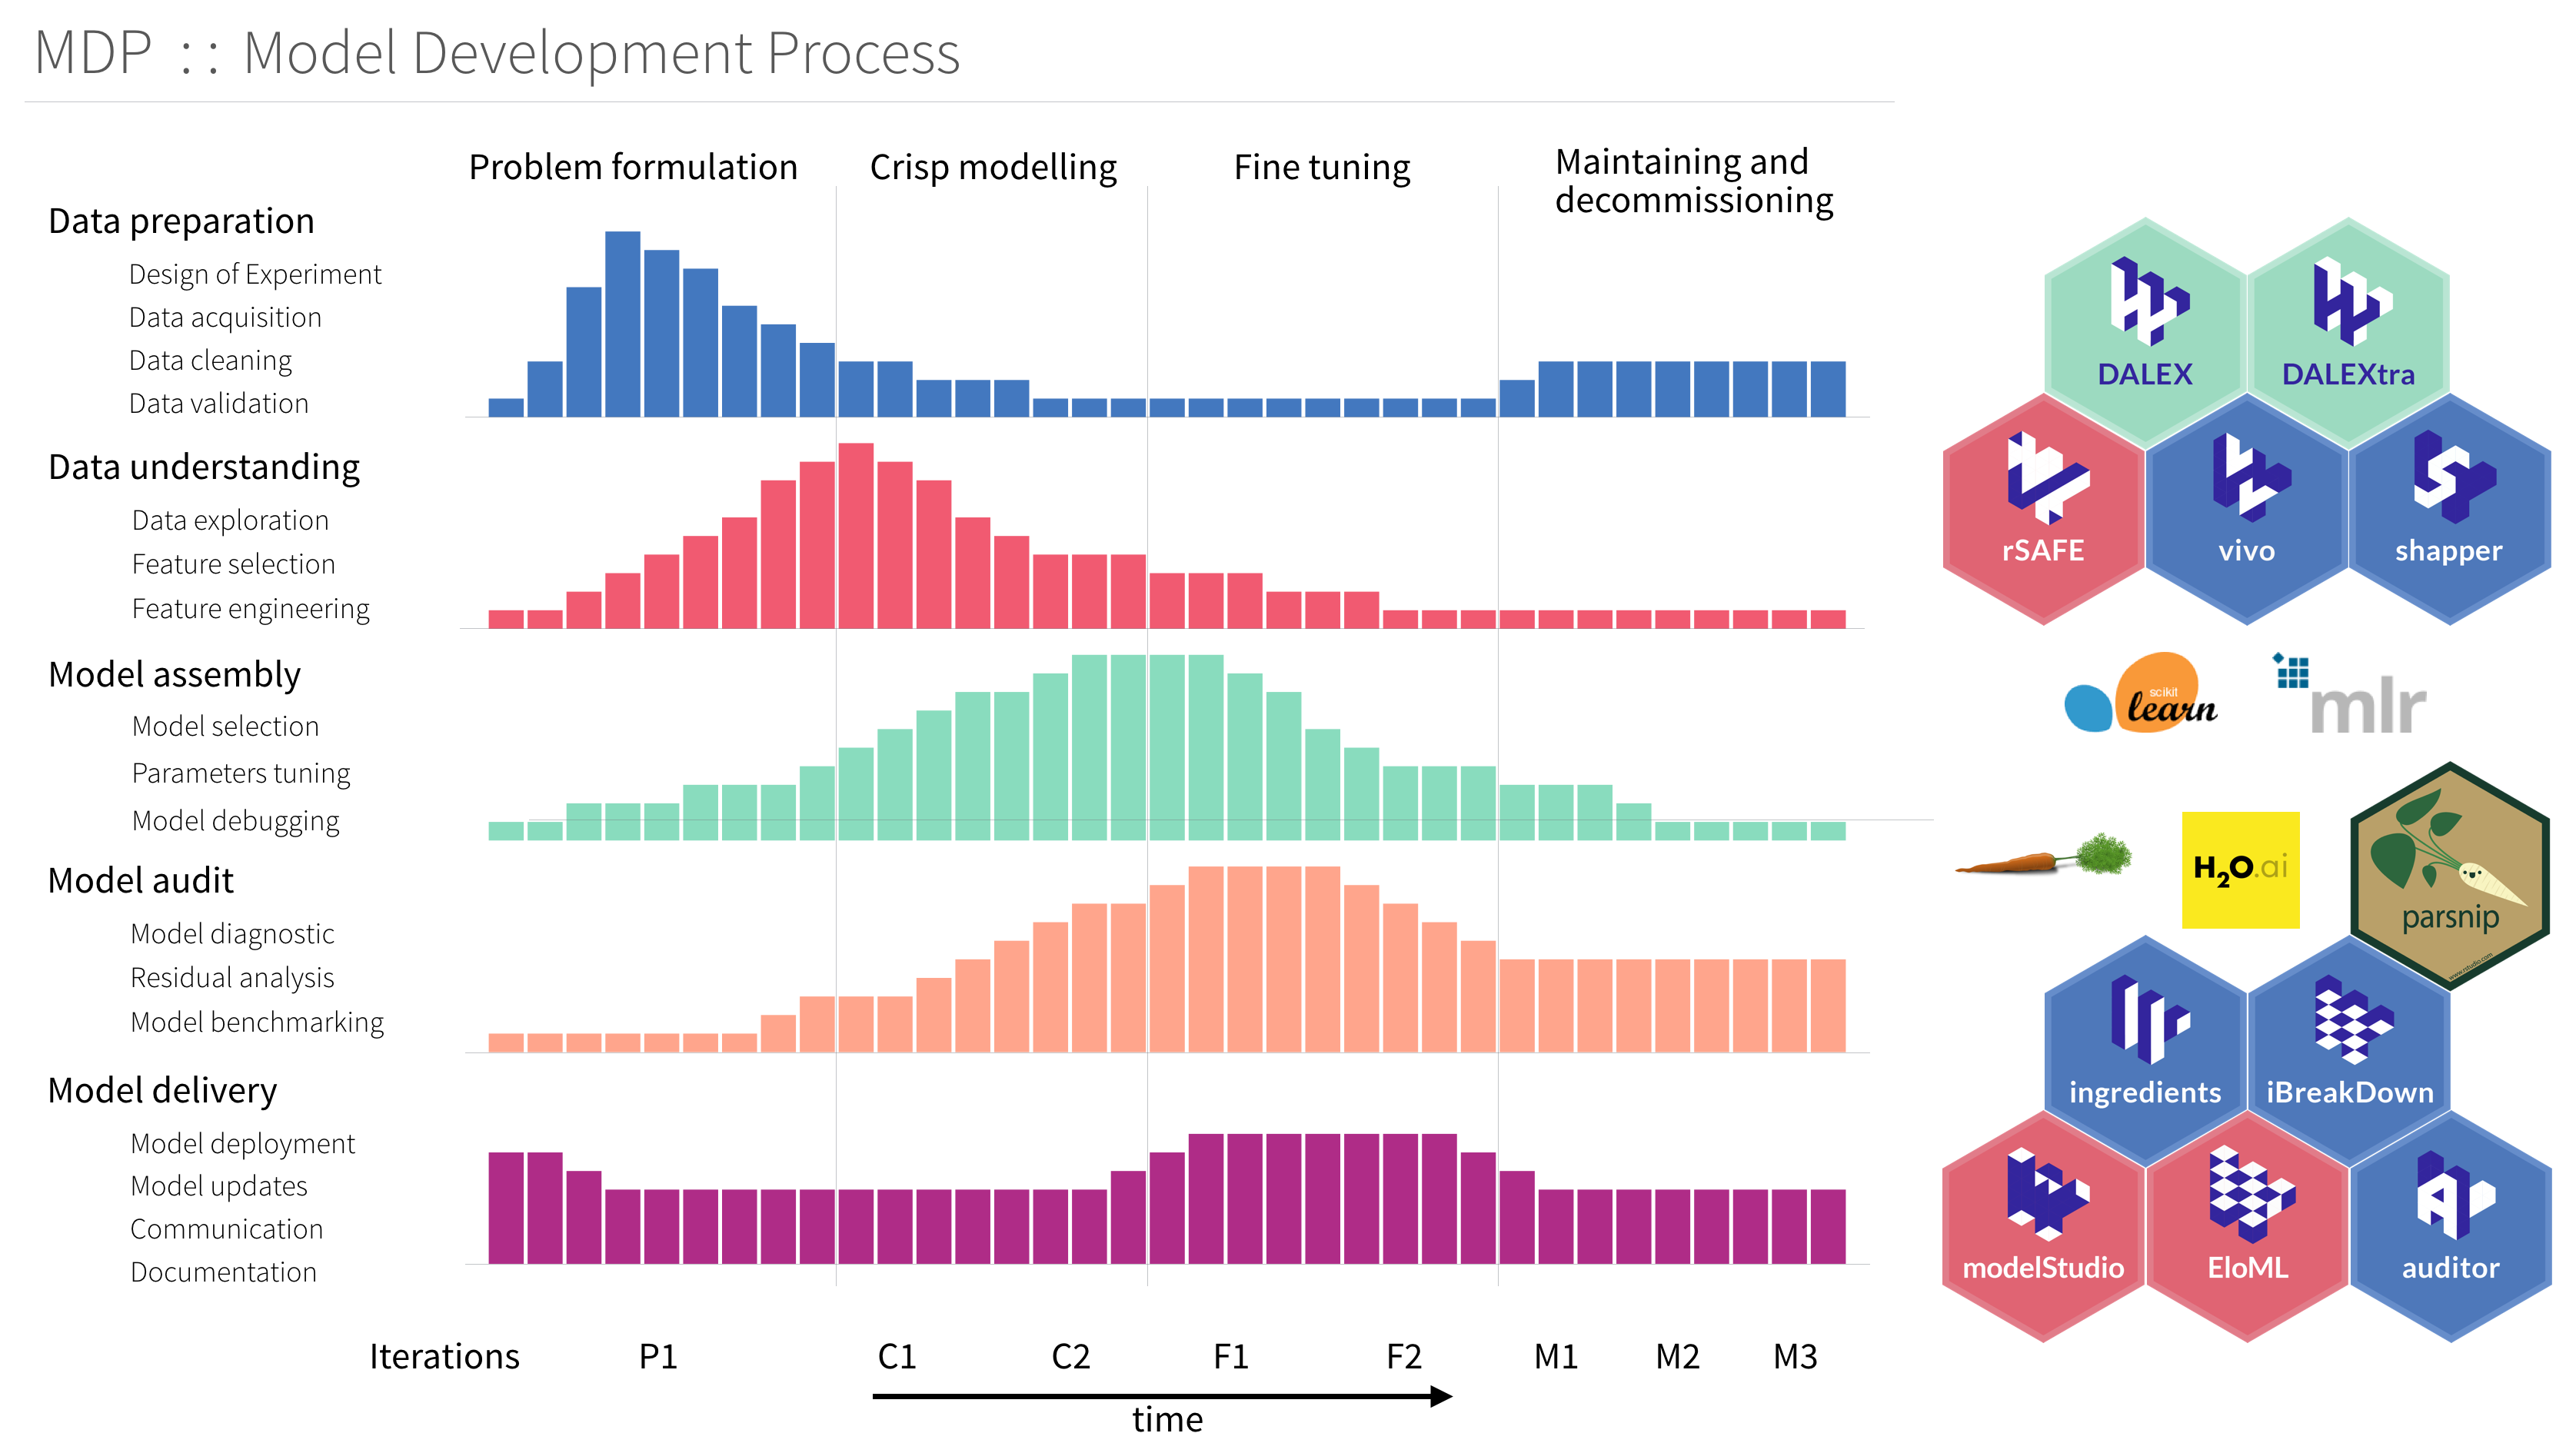 MDP :: Model Development Process
Problem formulation
Crisp modelling
Fine tuning
Maintaining and
decommissioning
Data preparation
Design of Experiment
Data acquisition
Data cleaning
Data validation
Data understanding
Data exploration
Feature selection
Feature engineering
Model assembly
Model selection
Parameters tuning
Model debugging
Model audit
Model diagnostic
Residual analysis
Model benchmarking
Model delivery
Model deployment
Model updates
Communication
Documentation
Iterations
P1
C1
C2
F1
F2
M1
M2
M3
time
DALEX
DALEXtra
rSAFE
vivo
shapper
scikit
learn
mlr
H2O.ai
parsnip
www.rstudio.com
ingredients
iBreakDown
modelStudio
EloML
auditor